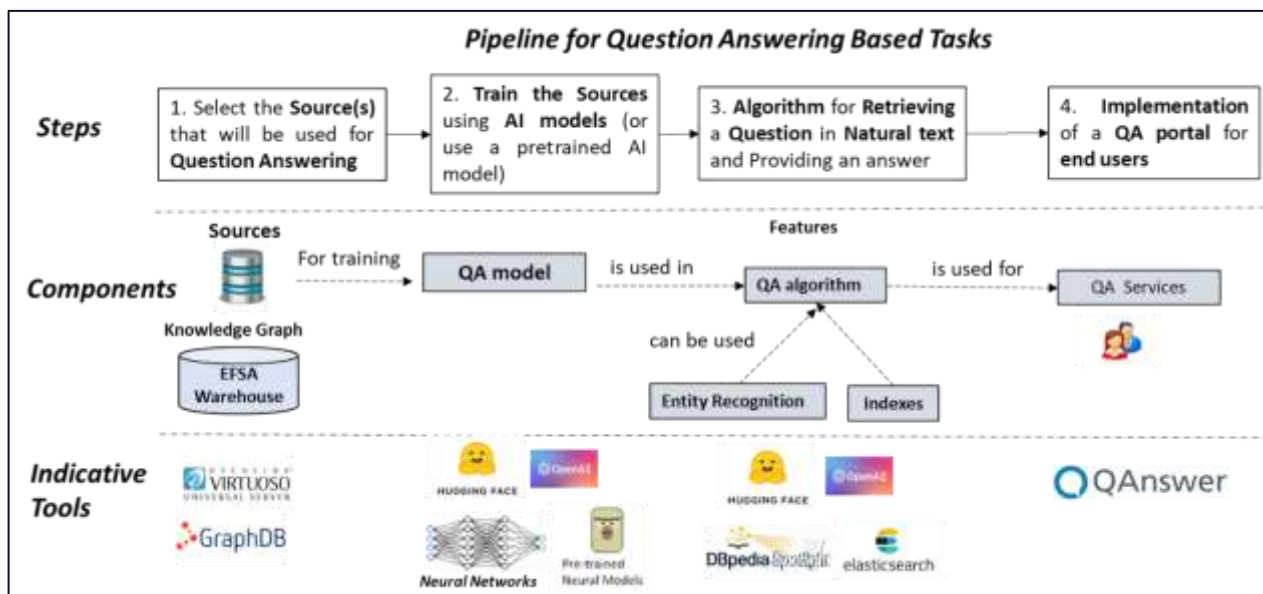 Pipeline for Question Answering Based Tasks
Steps
1. Select the Source(s)
that will be used for
Question Answering
2. Train the Sources
using AI models (or
use a pretrained AI
model)
3. Algorithm for Retrieving
a Question in Natural text
and Providing an answer
4. Implementation
of a QA portal for
end users
Components
Sources
For training
QA model
is used in
Features
QA algorithm
is used for
QA Services
Knowledge Graph
EFSA
Warehouse
can be used
Entity Recognition
Indexes
Indicative
Tools
OPENLINK
VIRTUOSO
UNIVERSAL SERVER
GraphDB
HUGGING FACE
OpenAI
Neural Networks
Pre-trained
Neural Models
HUGGING FACE
OpenAI
DBpedia Spotlight
elasticsearch
QAnswer